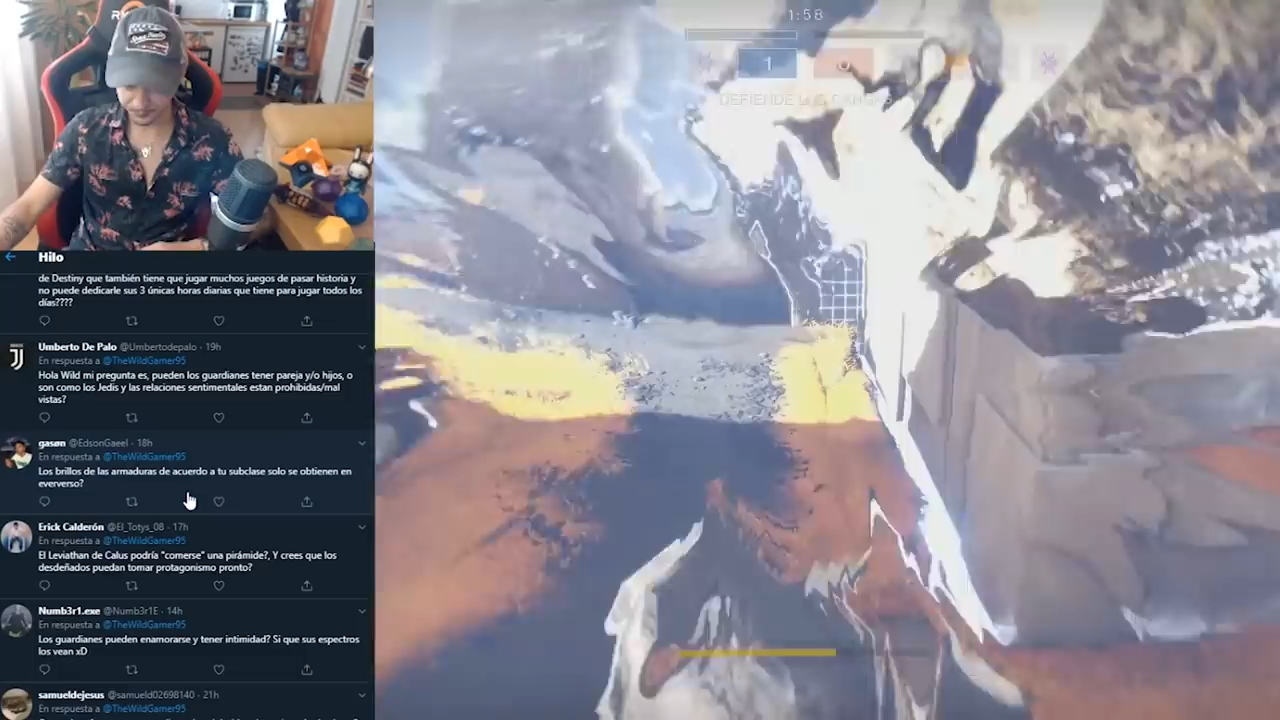 1:58
1
DEFIENDE
Hilo
de Destiny que también tiene que jugar muchos juegos de pasar historia y
no puede dedicarle sus 3 únicas horas diarias que tiene para jugar todos los
días????
Umberto De Palo @Umbertodepalo · 19h
En respuesta a @TheWildGamer95
Hola Wild mi pregunta es, pueden los guardianes tener pareja y/o hijos, o
son como los Jedis y las relaciones sentimentales estan prohibidas/mal
vistas?
gasøn @EdsonGaeel · 18h
En respuesta a @TheWildGamer95
Los brillos de las armaduras de acuerdo a tu subclase solo se obtienen en
eververso?
Erick Calderón @El_Totys_08 · 17h
En respuesta a @TheWildGamer95
El Leviathan de Calus podría "comerse" una pirámide?, Y crees que los
desdeñados puedan tomar protagonismo pronto?
Numb3r1.exe @Numb3r1E · 14h
En respuesta a @TheWildGamer95
Los guardianes pueden enamorarse y tener intimidad? Si que sus espectros
los vean xD
samueldejesus @samueld02698140 · 21h
En respuesta a @TheWildGamer95